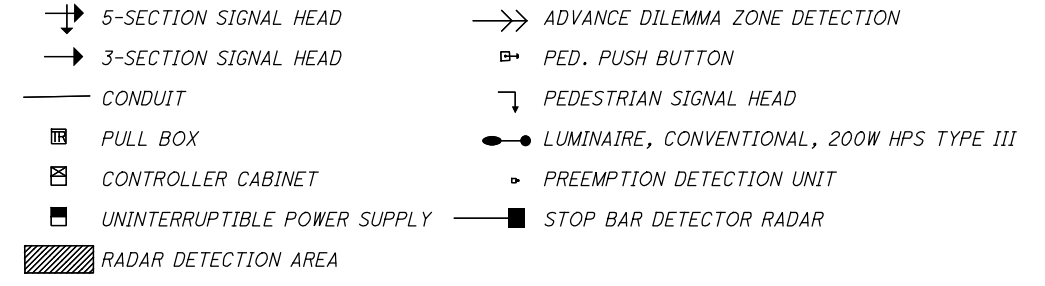 5-SECTION SIGNAL HEAD
3-SECTION SIGNAL HEAD
CONDUIT
TR PULL BOX
CONTROLLER CABINET
UNINTERRUPTIBLE POWER SUPPLY
RADAR DETECTION AREA
ADVANCE DILEMMA ZONE DETECTION
PED. PUSH BUTTON
PEDESTRIAN SIGNAL HEAD
LUMINAIRE, CONVENTIONAL, 200W HPS TYPE III
PREEMPTION DETECTION UNIT
STOP BAR DETECTOR RADAR